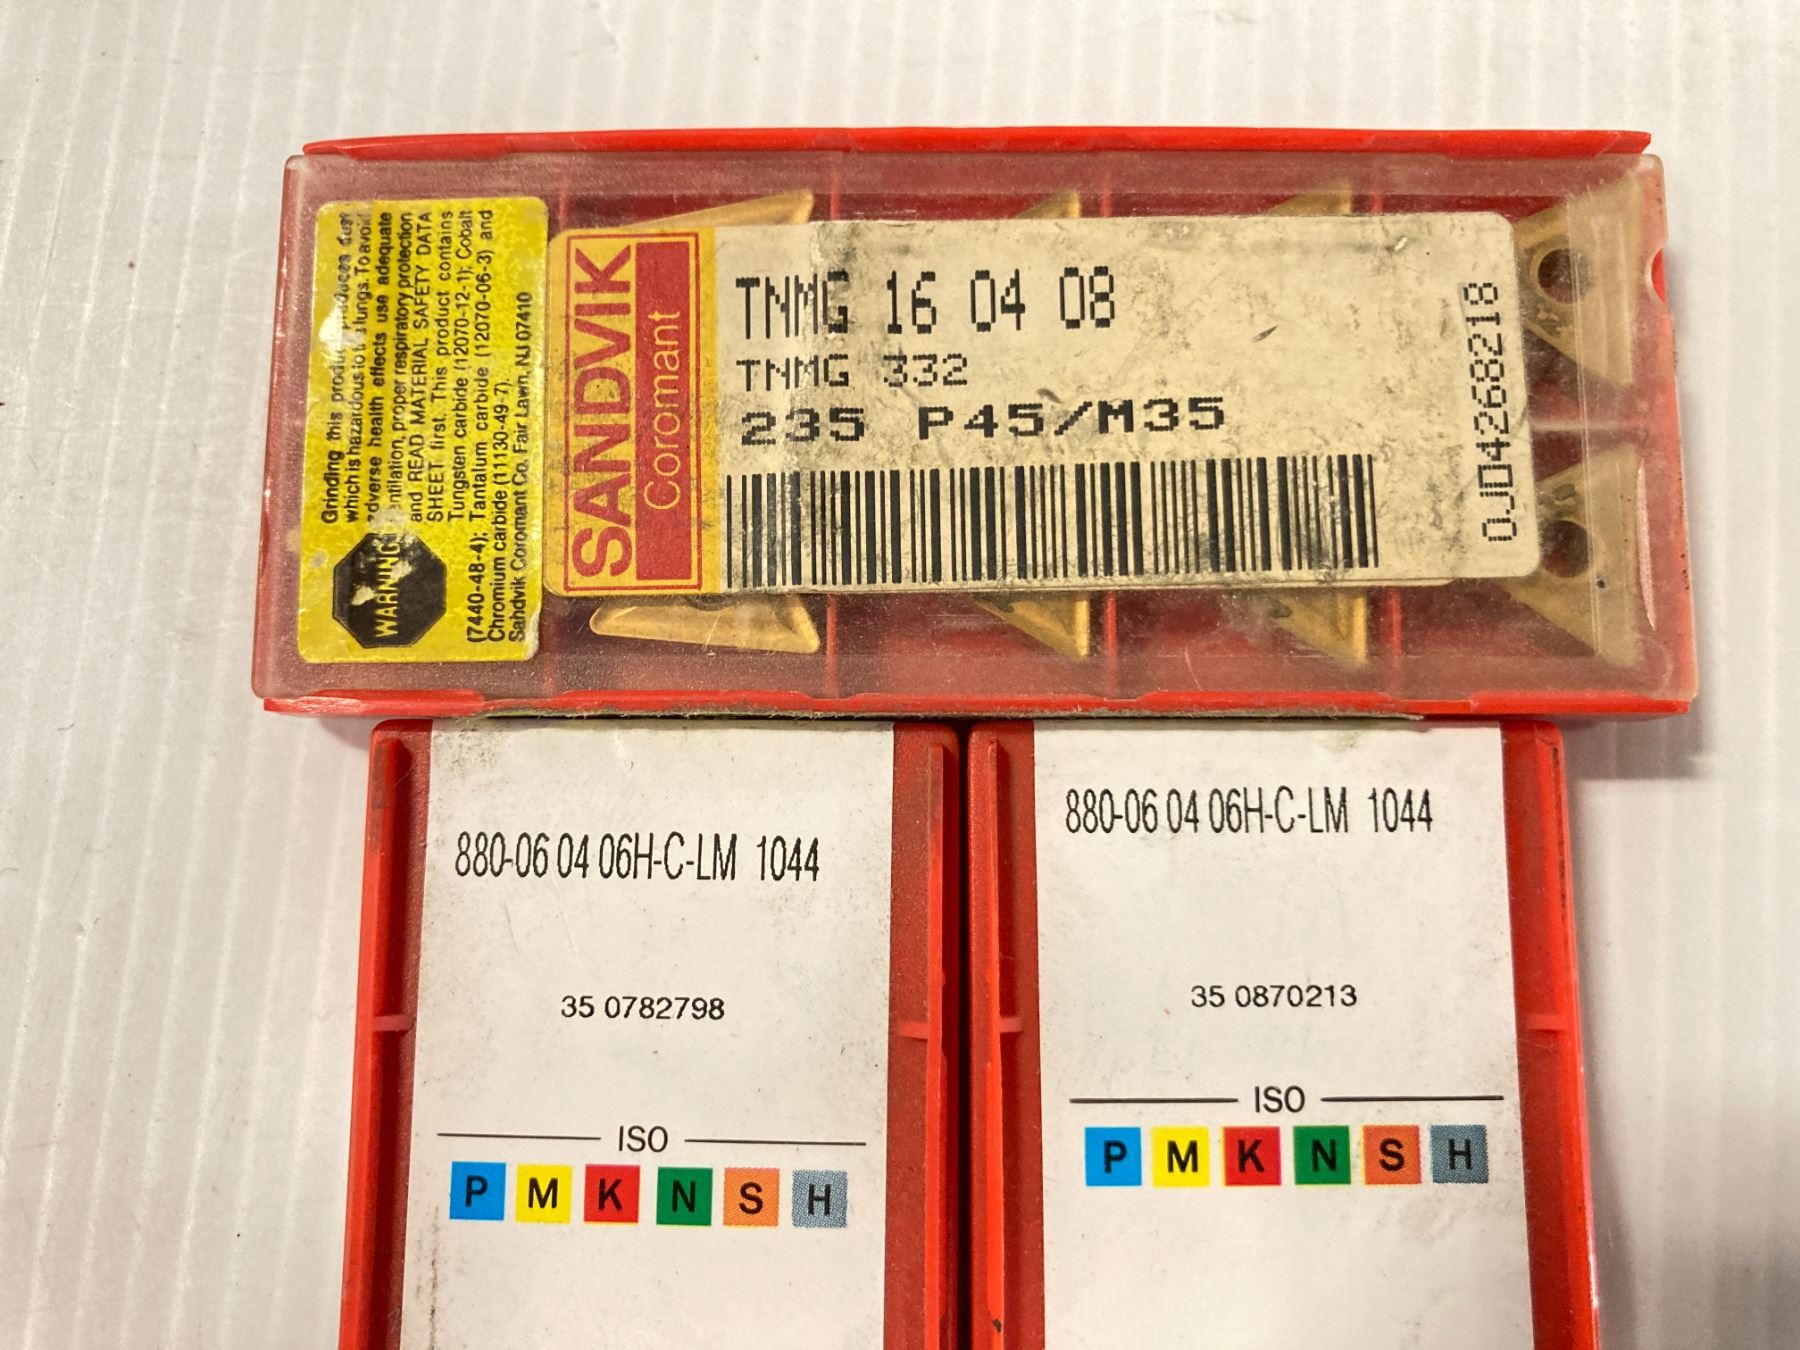 Grinding this product produces dust
which is hazardous to lungs. To avoid
adverse health effects use adequate
ventilation, proper respiratory protection
and READ MATERIAL SAFETY DATA
SHEET first. This product contains
Tungsten carbide (12070-12-1); Cobalt
(7440-48-4); Tantalum carbide (12070-06-3) and
Chromium carbide (11130-49-7).
Sandvik Coromant Co. Fair Lawn, NJ 07410
WARNING
SANDVIK
Coromant
TNMG 16 04 08
TNMG 332
235 P45/M35
0J04268218
880-06 04 06H-C-LM 1044
35 0782798
ISO
P M K N S H
880-06 04 06H-C-LM 1044
35 0870213
ISO
P M K N S H